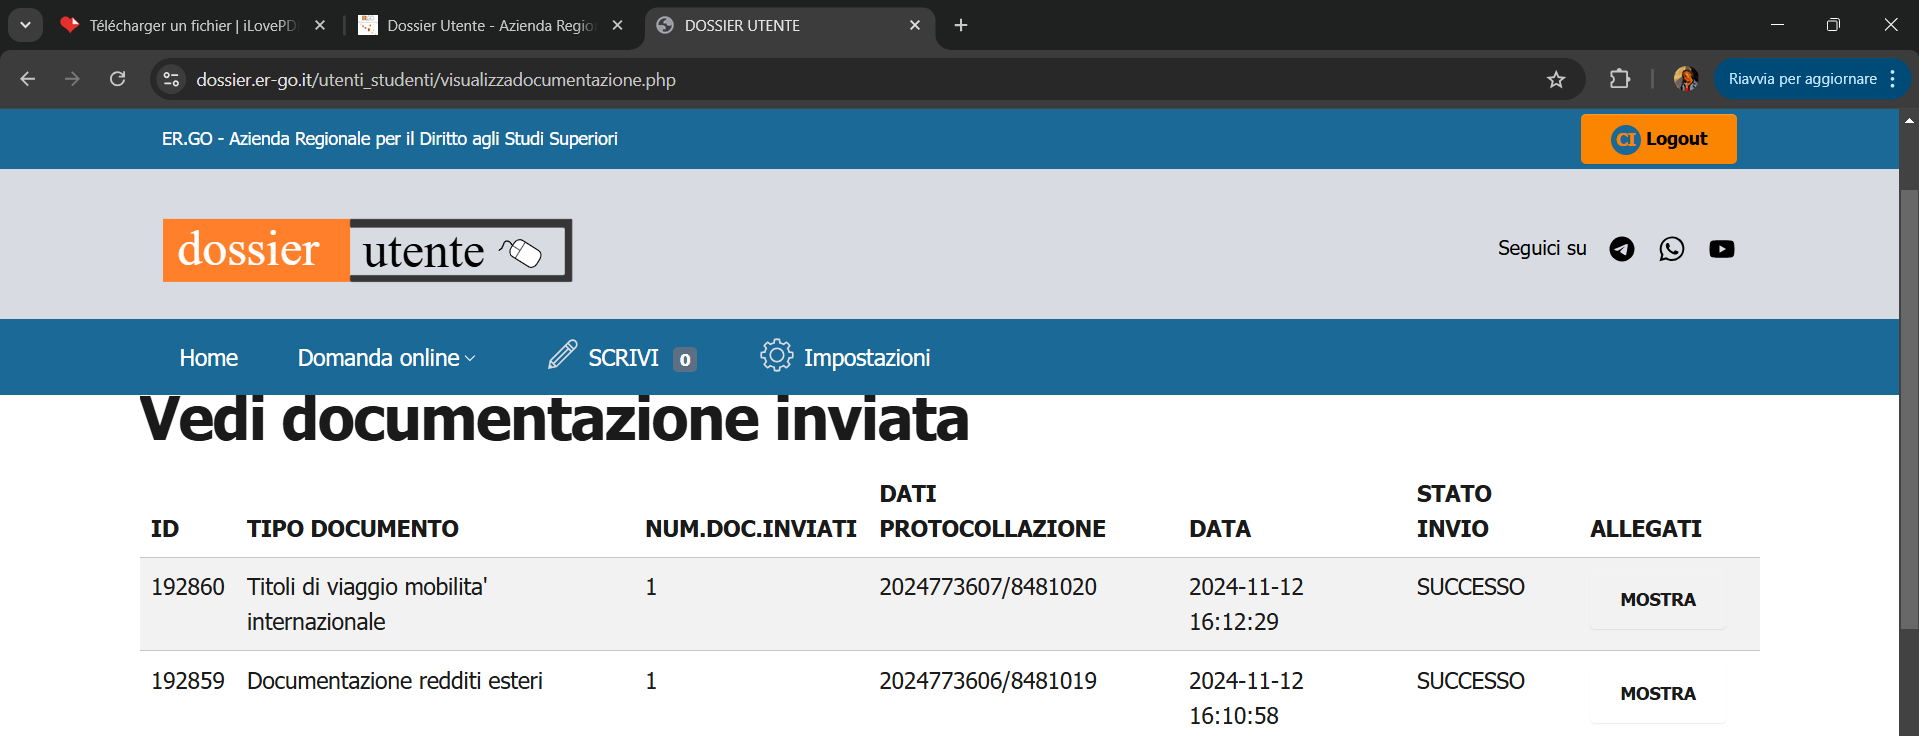 Télécharger un fichier | iLovePD
Dossier Utente - Azienda Regio
DOSSIER UTENTE
dossier.er-go.it/utenti_studenti/visualizzadocumentazione.php
Riavvia per aggiornare
ER.GO - Azienda Regionale per il Diritto agli Studi Superiori
CI Logout
dossier utente
Seguici su
Home Domanda online SCRIVI 0 Impostazioni
Vedi documentazione inviata
ID TIPO DOCUMENTO NUM.DOC.INVIATI DATI PROTOCOLLAZIONE DATA STATO INVIO ALLEGATI
192860 Titoli di viaggio mobilita' internazionale 1 2024773607/8481020 2024-11-12 16:12:29 SUCCESSO MOSTRA
192859 Documentazione redditi esteri 1 2024773606/8481019 2024-11-12 16:10:58 SUCCESSO MOSTRA